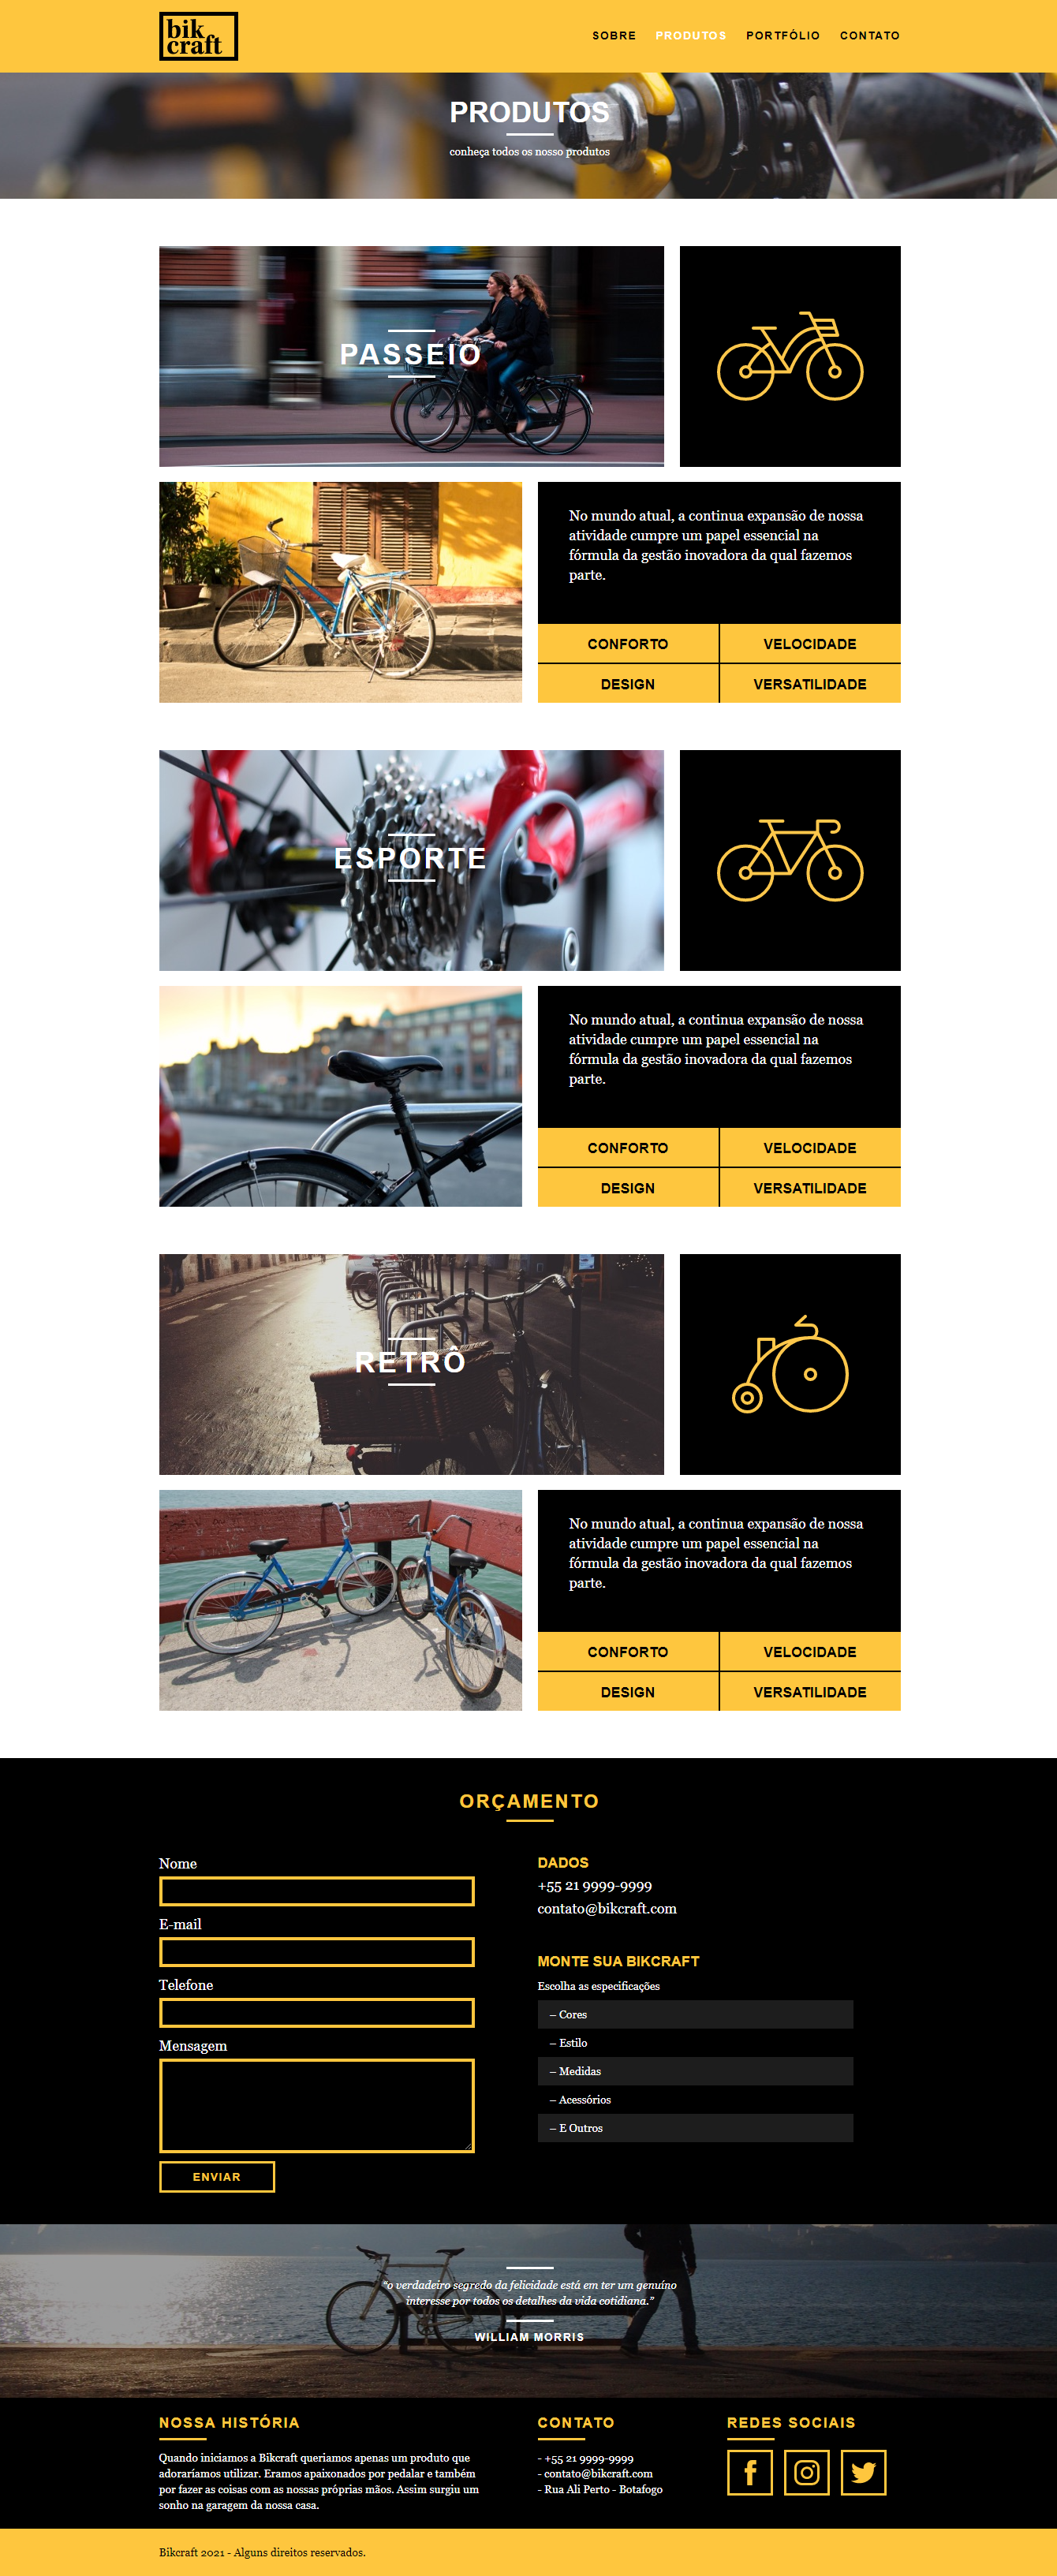 bik
craft
SOBRE PRODUTOS PORTFÓLIO CONTATO
PRODUTOS
conheça todos os nosso produtos
PASSEIO
No mundo atual, a continua expansão de nossa
atividade cumpre um papel essencial na
fórmula da gestão inovadora da qual fazemos
parte.
CONFORTO VELOCIDADE
DESIGN VERSATILIDADE
ESPORTE
No mundo atual, a continua expansão de nossa
atividade cumpre um papel essencial na
fórmula da gestão inovadora da qual fazemos
parte.
CONFORTO VELOCIDADE
DESIGN VERSATILIDADE
RETRÔ
No mundo atual, a continua expansão de nossa
atividade cumpre um papel essencial na
fórmula da gestão inovadora da qual fazemos
parte.
CONFORTO VELOCIDADE
DESIGN VERSATILIDADE
ORÇAMENTO
Nome
E-mail
Telefone
Mensagem
ENVIAR
DADOS
+55 21 9999-9999
contato@bikcraft.com
MONTE SUA BIKCRAFT
Escolha as especificações
– Cores
– Estilo
– Medidas
– Acessórios
– E Outros
“o verdadeiro segredo da felicidade está em ter um genuíno
interesse por todos os detalhes da vida cotidiana.”
WILLIAM MORRIS
NOSSA HISTÓRIA
Quando iniciamos a Bikcraft queriamos apenas um produto que
adoraríamos utilizar. Eramos apaixonados por pedalar e também
por fazer as coisas com as nossas próprias mãos. Assim surgiu um
sonho na garagem da nossa casa.
CONTATO
- +55 21 9999-9999
- contato@bikcraft.com
- Rua Ali Perto - Botafogo
REDES SOCIAIS
Bikcraft 2021 - Alguns direitos reservados.